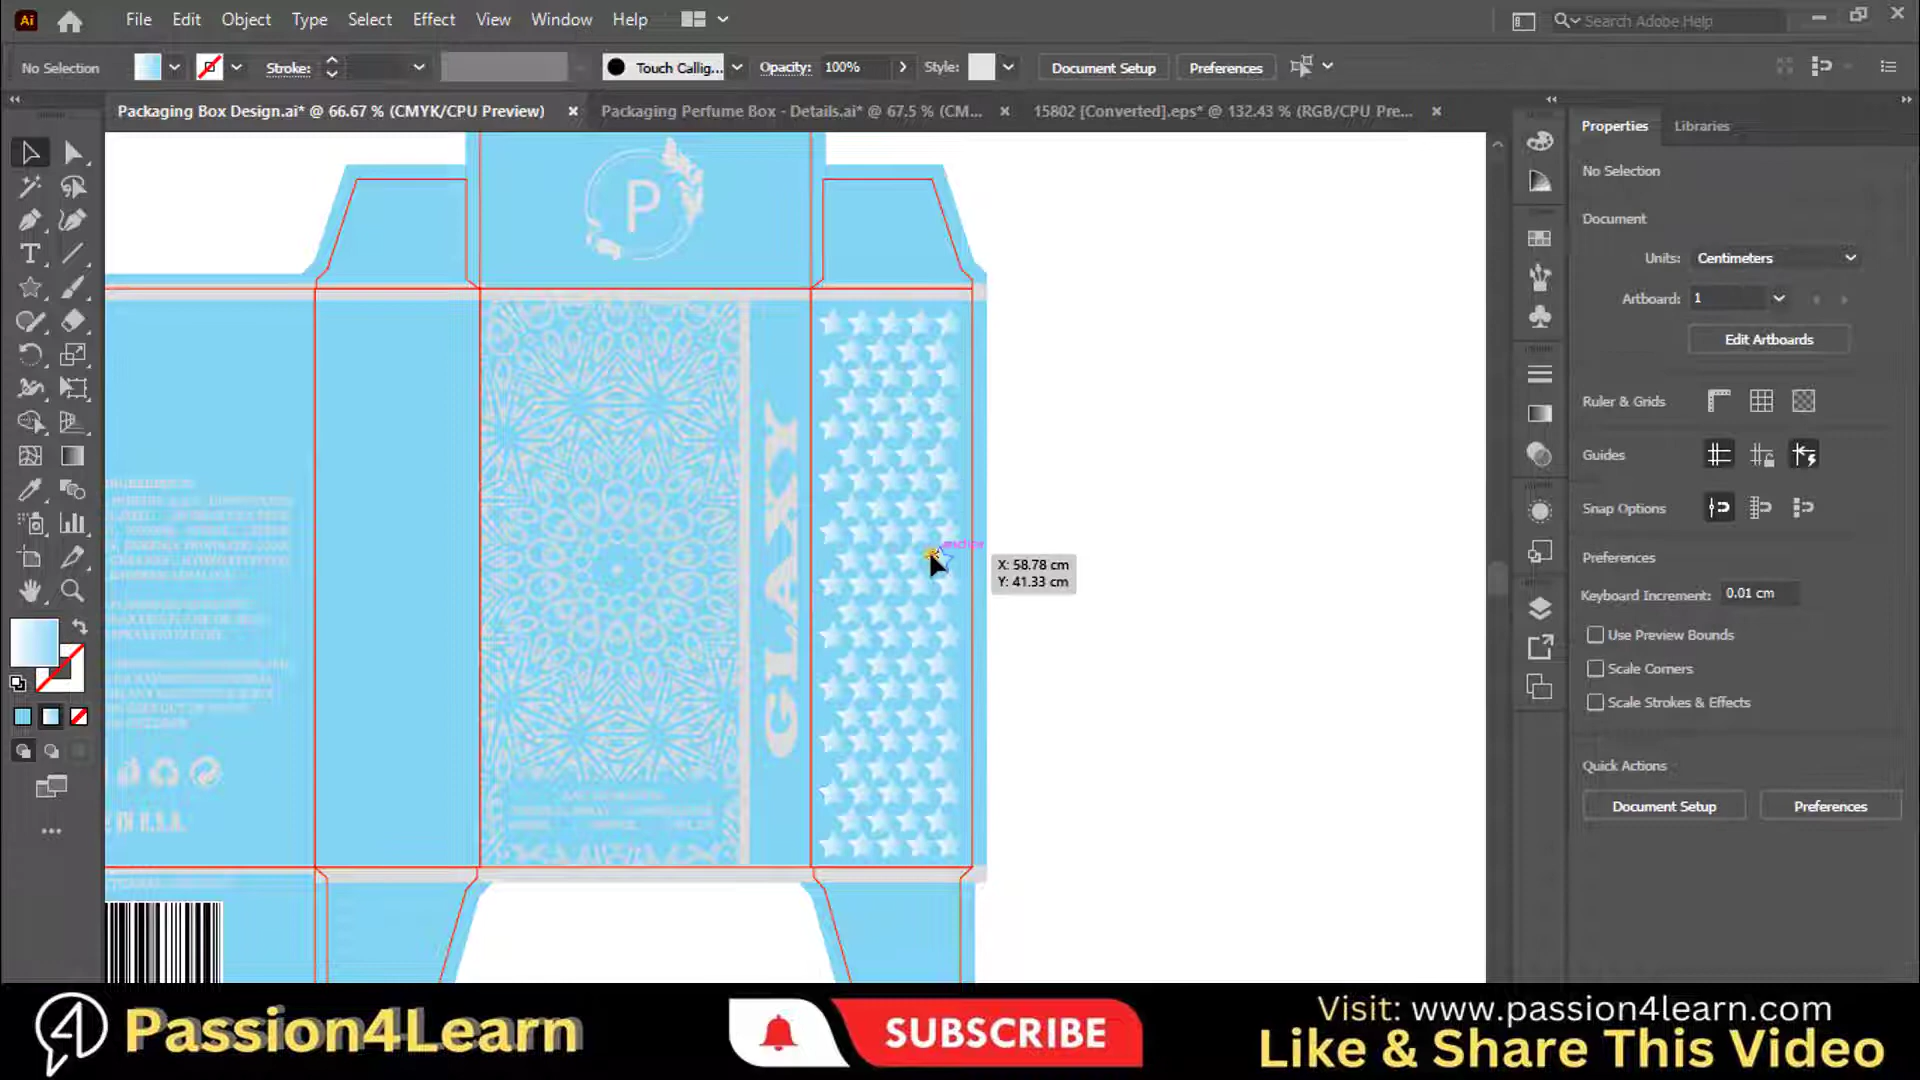 Ai File Edit Object Type Select Effect View Window Help Search Adobe Help
No Selection Stroke: Touch Callig... Opacity: 100% Style: Document Setup Preferences
Packaging Box Design.ai* @ 66.67 % (CMYK/CPU Preview) × Packaging Perfume Box - Details.ai* @ 67.5 % (CM... × 15802 [Converted].eps* @ 132.43 % (RGB/CPU Pre... ×
Properties Libraries
No Selection
Document
Units: Centimeters
Artboard: 1
Edit Artboards
Ruler & Grids
Guides
Snap Options
Preferences
Keyboard Increment: 0.01 cm
Use Preview Bounds
Scale Corners
Scale Strokes & Effects
Quick Actions
Document Setup Preferences
P
GLAXY
X: 58.78 cm
Y: 41.33 cm
Passion4Learn
SUBSCRIBE
Visit: www.passion4learn.com
Like & Share This Video